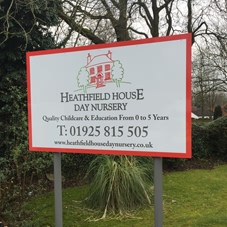 HEATHFIELD HOUSE
DAY NURSERY
Quality Childcare & Education From 0 to 5 Years
T: 01925 815 505
www.heathfieldhousedaynursery.co.uk